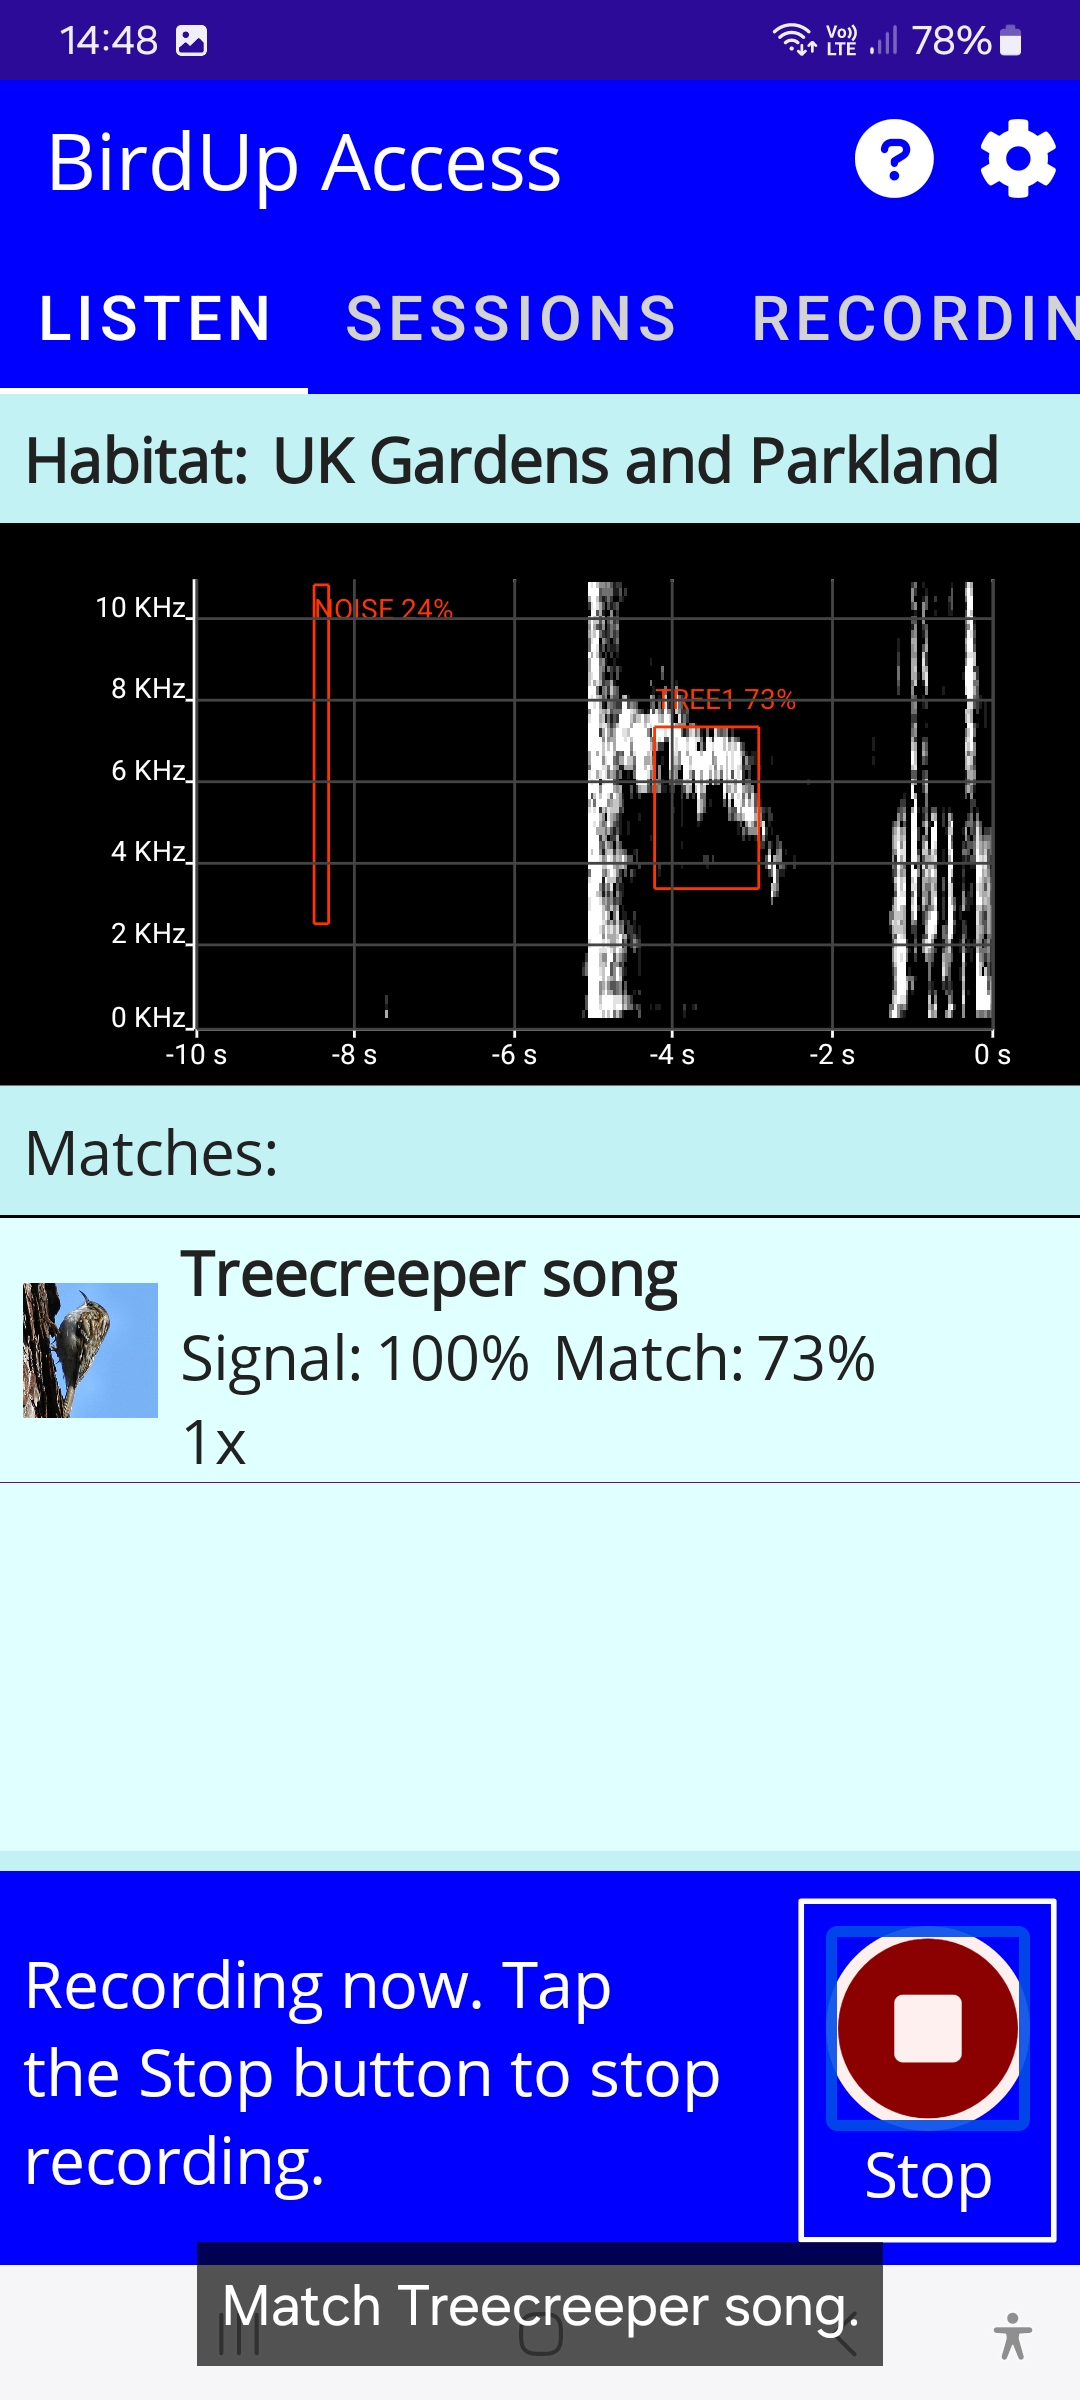 14:48 Vo)) LTE 78%
BirdUp Access ?
LISTEN SESSIONS RECORDIN
Habitat: UK Gardens and Parkland
10 KHz
NOISE 24%
8 KHz
TREE1 73%
6 KHz
4 KHz
2 KHz
0 KHz
-10 s -8 s -6 s -4 s -2 s 0 s
Matches:
Treecreeper song
Signal: 100% Match: 73%
1x
Recording now. Tap
the Stop button to stop
recording.
Stop
Match Treecreeper song.